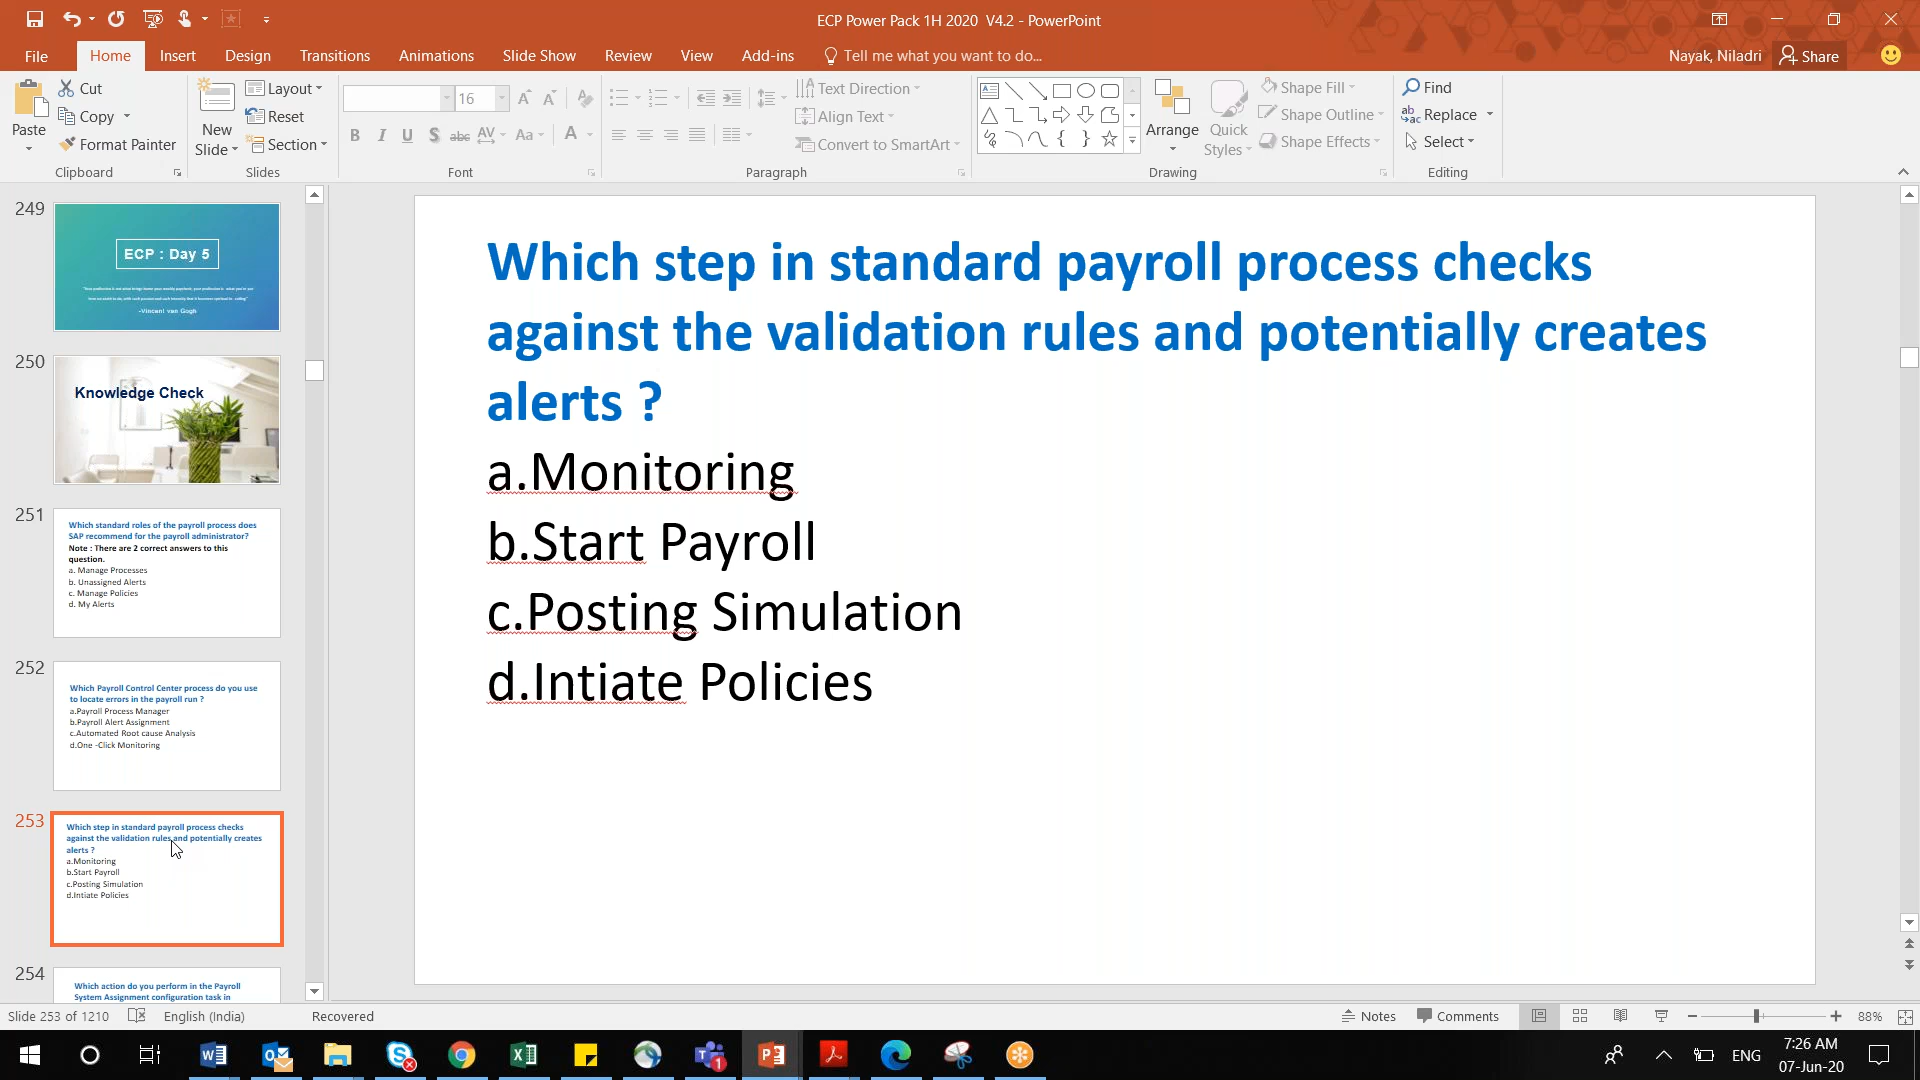 ECP Power Pack 1H 2020  V4.2 - PowerPoint
File Home Insert Design Transitions Animations Slide Show Review View Add-ins Tell me what you want to do... Nayak, Niladri Share
Paste
Cut
Copy
Format Painter
Clipboard
New Slide
Layout
Reset
Section
Slides
16
B I U S abc AV Aa A
Font
Text Direction
Align Text
Convert to SmartArt
Paragraph
Arrange
Quick Styles
Shape Fill
Shape Outline
Shape Effects
Drawing
Find
Replace
Select
Editing
249
ECP : Day 5
-Vincent van Gogh
250
Knowledge Check
251
Which standard roles of the payroll process does
SAP recommend for the payroll administrator?
Note : There are 2 correct answers to this
question.
a. Manage Processes
b. Unassigned Alerts
c. Manage Policies
d. My Alerts
252
Which Payroll Control Center process do you use
to locate errors in the payroll run ?
a.Payroll Process Manager
b.Payroll Alert Assignment
c.Automated Root cause Analysis
d.One -Click Monitoring
253
Which step in standard payroll process checks
against the validation rules and potentially creates
alerts ?
a.Monitoring
b.Start Payroll
c.Posting Simulation
d.Intiate Policies
254
Which action do you perform in the Payroll
System Assignment configuration task in
Which step in standard payroll process checks
against the validation rules and potentially creates
alerts ?
a.Monitoring
b.Start Payroll
c.Posting Simulation
d.Intiate Policies
Slide 253 of 1210 English (India) Recovered Notes Comments 88%
ENG
7:26 AM
07-Jun-20